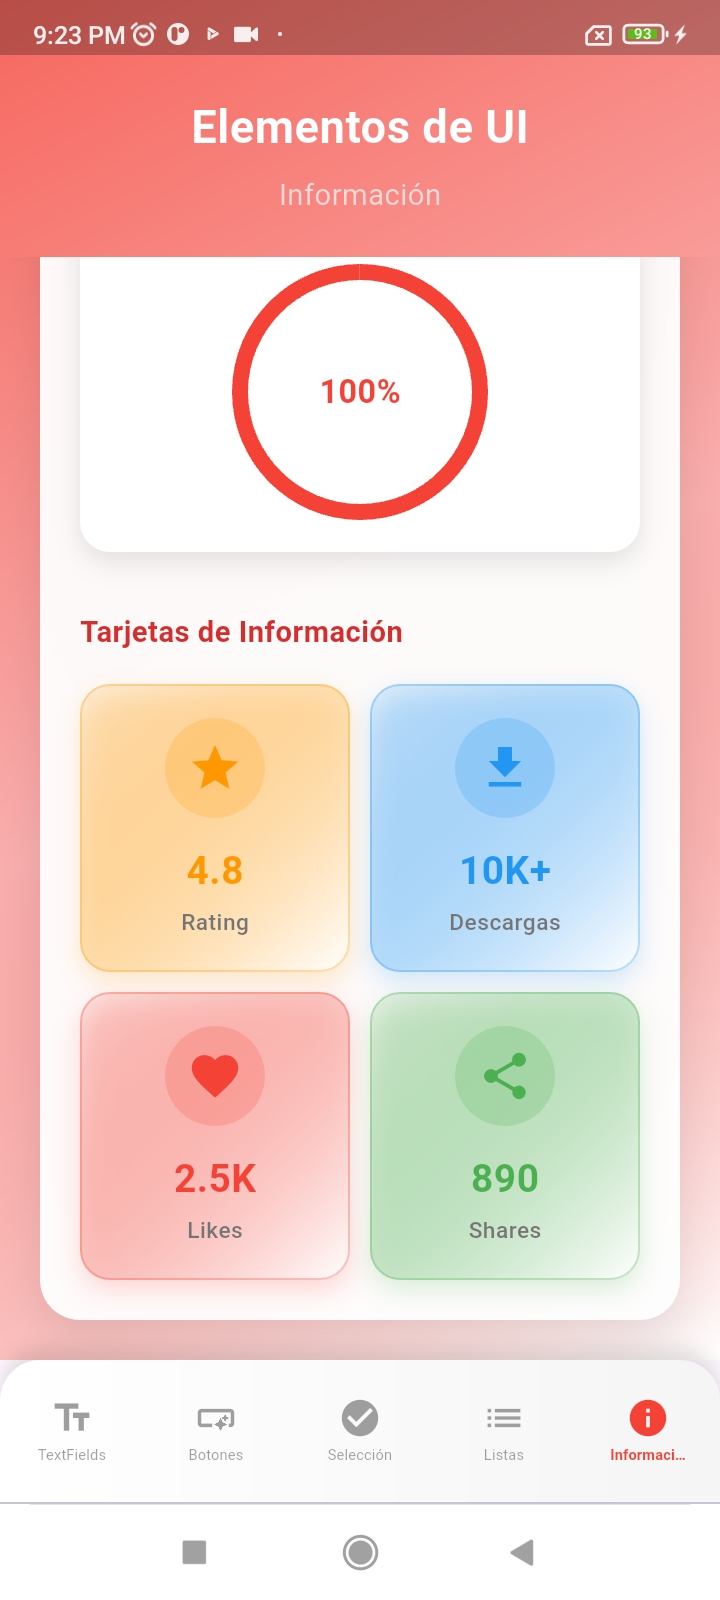 9:23 PM
93
Elementos de UI
Información
100%
Tarjetas de Información
4.8
Rating
10K+
Descargas
2.5K
Likes
890
Shares
TextFields
Botones
Selección
Listas
Informaci...